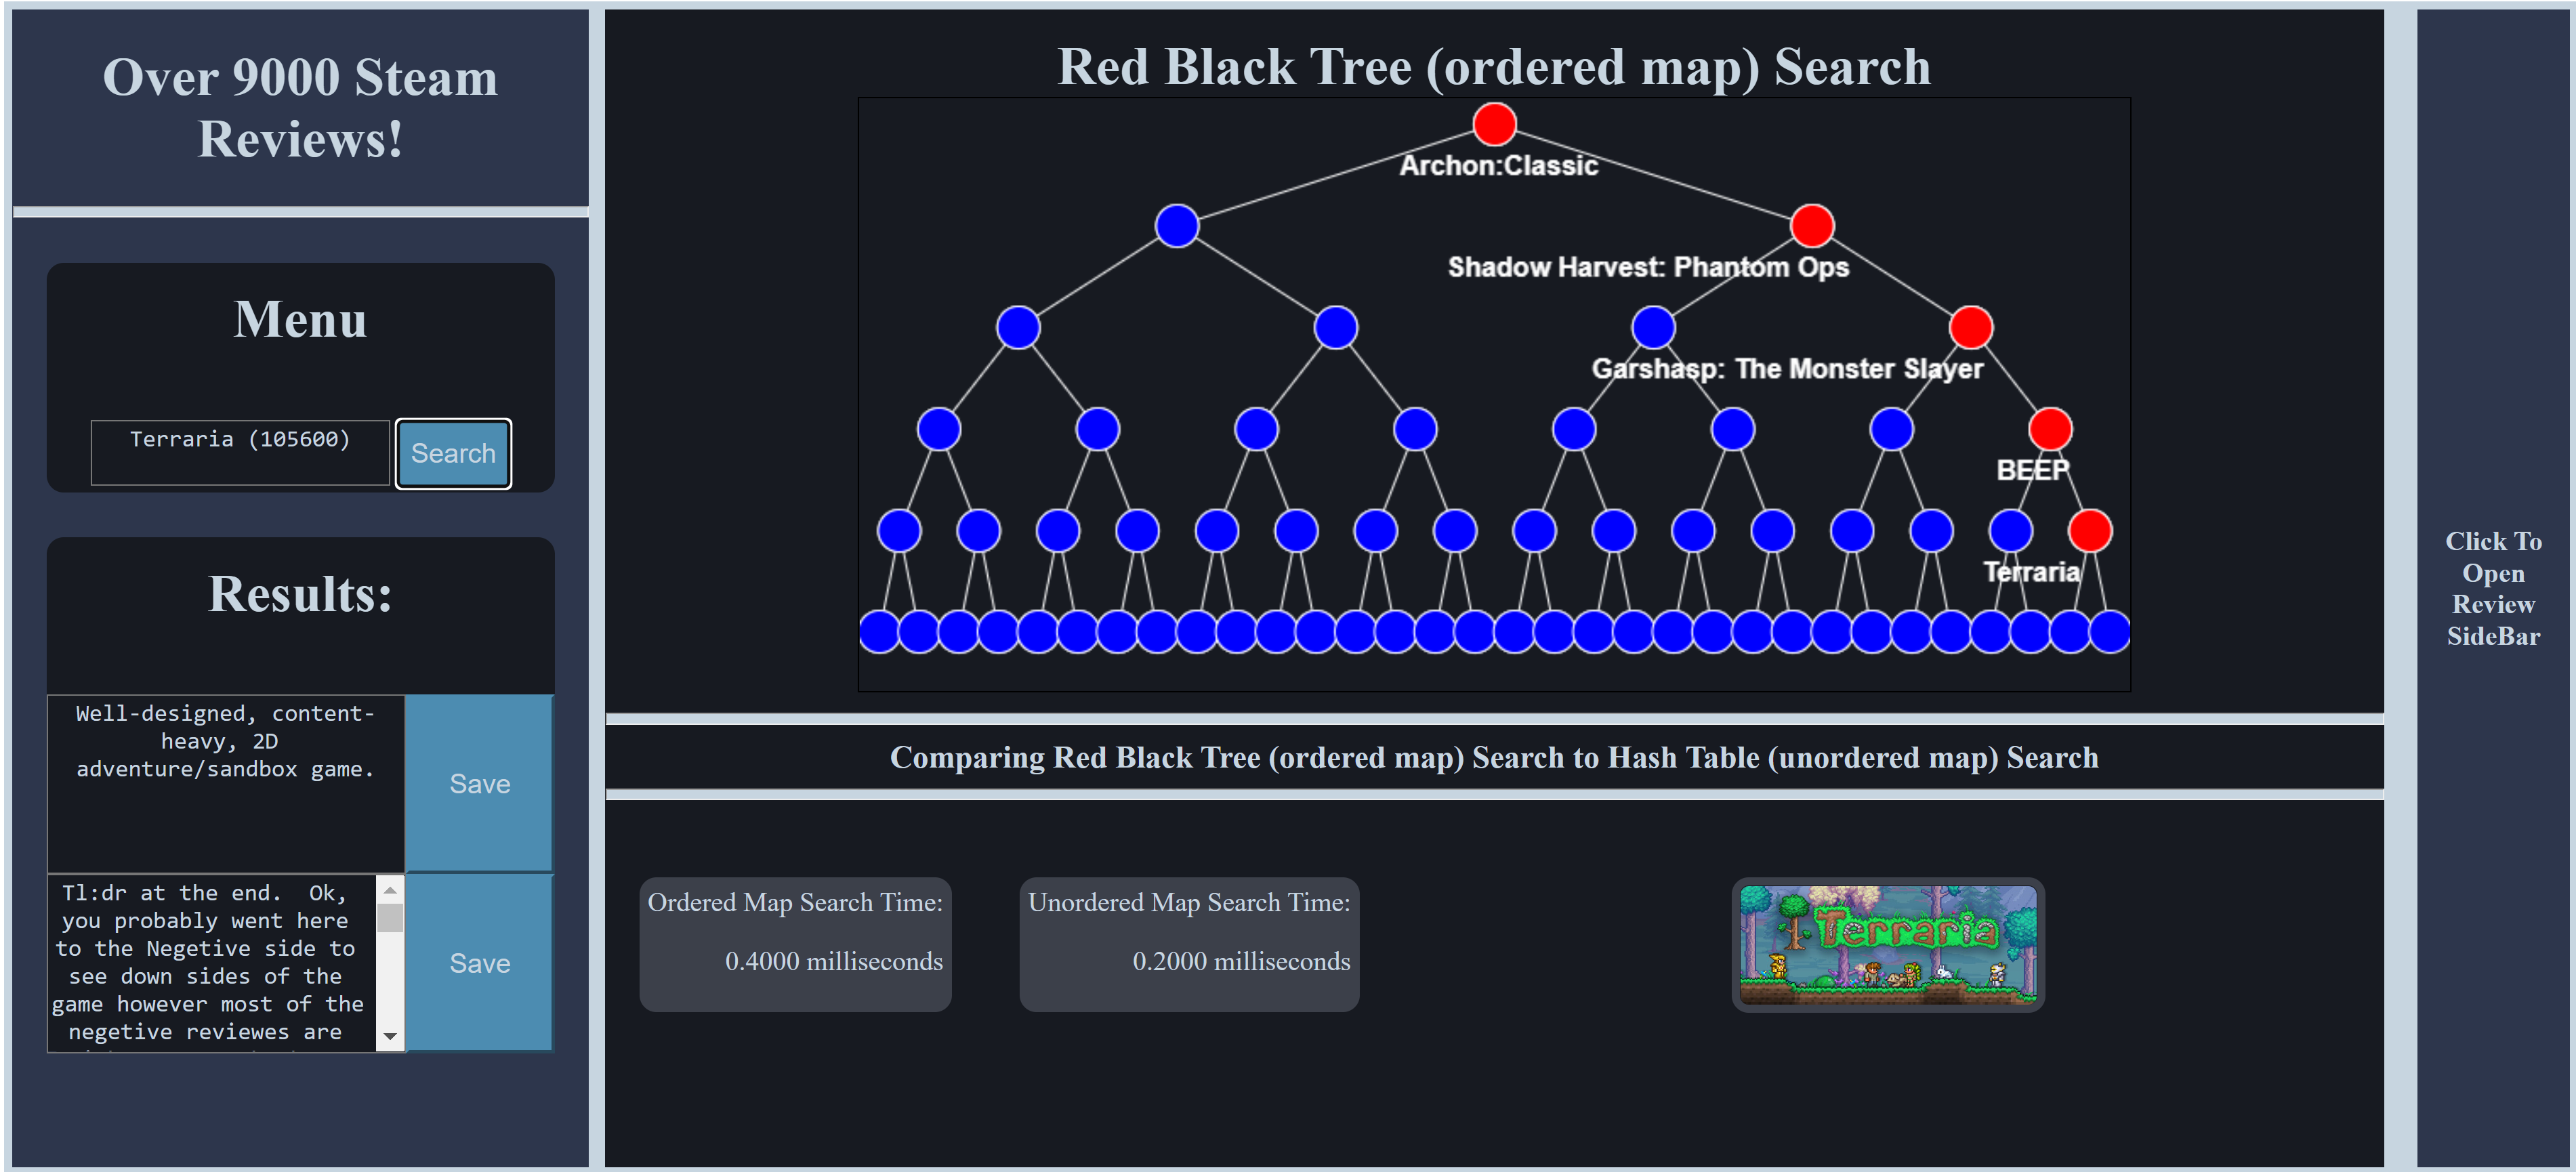 Over 9000 Steam
Reviews!
Menu
Terraria (105600)
Search
Results:
Well-designed, content-
heavy, 2D
adventure/sandbox game.
Save
Tl:dr at the end.  Ok,
you probably went here
to the Negetive side to
see down sides of the
game however most of the
negetive reviewes are
Save
Red Black Tree (ordered map) Search
Archon:Classic
Shadow Harvest: Phantom Ops
Garshasp: The Monster Slayer
BEEP
Terraria
Comparing Red Black Tree (ordered map) Search to Hash Table (unordered map) Search
Ordered Map Search Time:
0.4000 milliseconds
Unordered Map Search Time:
0.2000 milliseconds
Terraria
Click To
Open
Review
SideBar